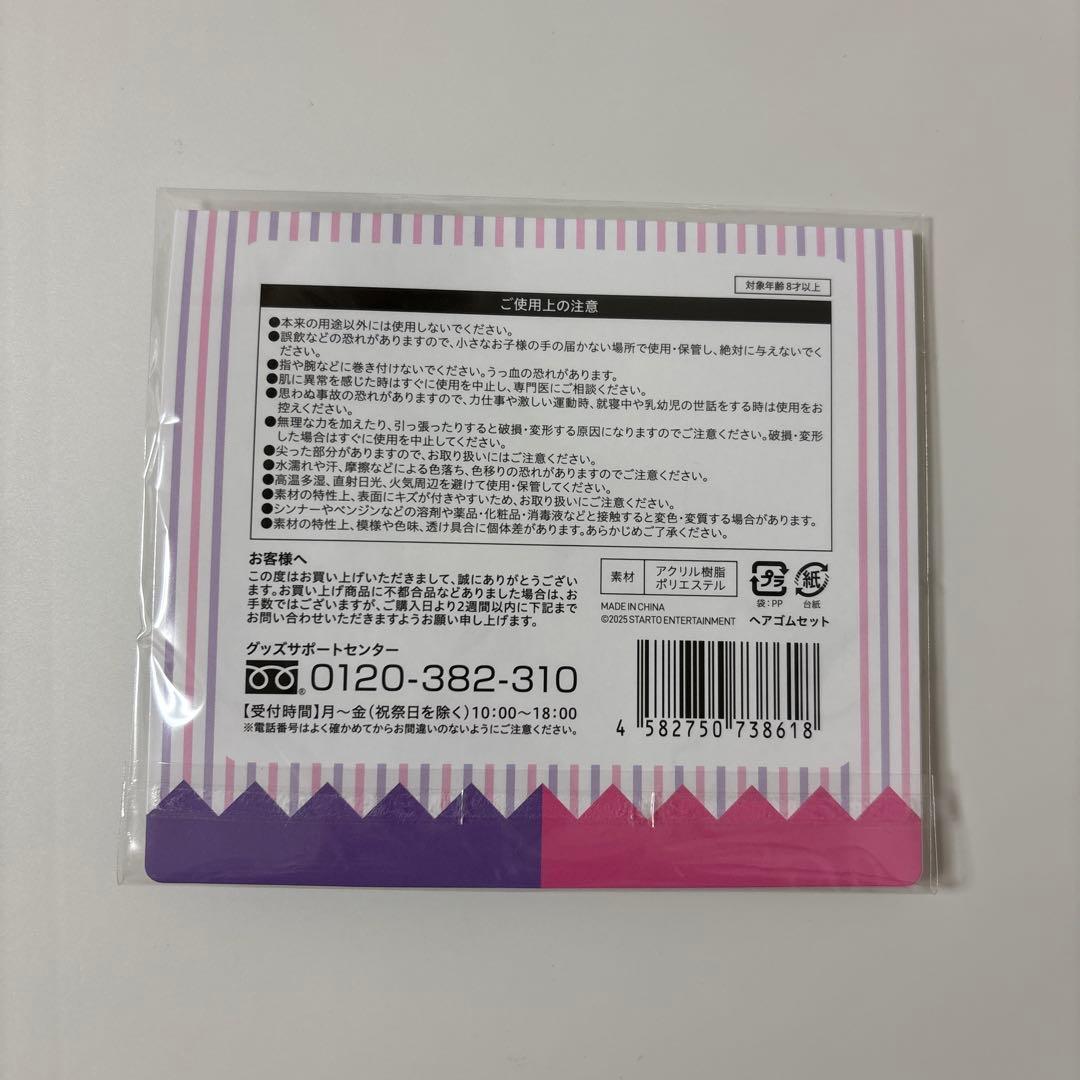 対象年齢8才以上
ご使用上の注意
●本来の用途以外には使用しないでください。
●誤飲などの恐れがありますので、小さなお子様の手の届かない場所で使用・保管し、絶対に与えないでく
ださい。
●指や腕などに巻き付けないでください。うっ血の恐れがあります。
●肌に異常を感じた時はすぐに使用を中止し、専門医にご相談ください。
●思わぬ事故の恐れがありますので、力仕事や激しい運動時、就寝中や乳幼児の世話をする時は使用をお
控えください。
●無理な力を加えたり、引っ張ったりすると破損・変形する原因になりますのでご注意ください。破損・変形
した場合はすぐに使用を中止してください。
●尖った部分がありますので、お取り扱いにはご注意ください。
●水濡れや汗、摩擦などによる色落ち、色移りの恐れがありますのでご注意ください。
●高温多湿、直射日光、火気周辺を避けて使用・保管してください。
●素材の特性上、表面にキズが付きやすいため、お取り扱いにご注意ください。
●シンナーやベンジンなどの溶剤や薬品・化粧品・消毒液などと接触すると変色・変質する場合があります。
●素材の特性上、模様や色味、透け具合に個体差があります。あらかじめご了承ください。
お客様へ
この度はお買い上げいただきまして、誠にありがとうござい
ます。お買い上げ商品に不都合品などありました場合は、お
手数ではございますが、ご購入日より2週間以内に下記まで
お問い合わせいただきますようお願い申し上げます。
グッズサポートセンター
0120-382-310
【受付時間】月～金(祝祭日を除く)10:00～18:00
※電話番号はよく確かめてからお間違いのないようにご注意ください。
素材
アクリル樹脂
ポリエステル
プラ
袋:PP
紙
台紙
MADE IN CHINA
©2025 STARTO ENTERTAINMENT
ヘアゴムセット
4 582750 738618